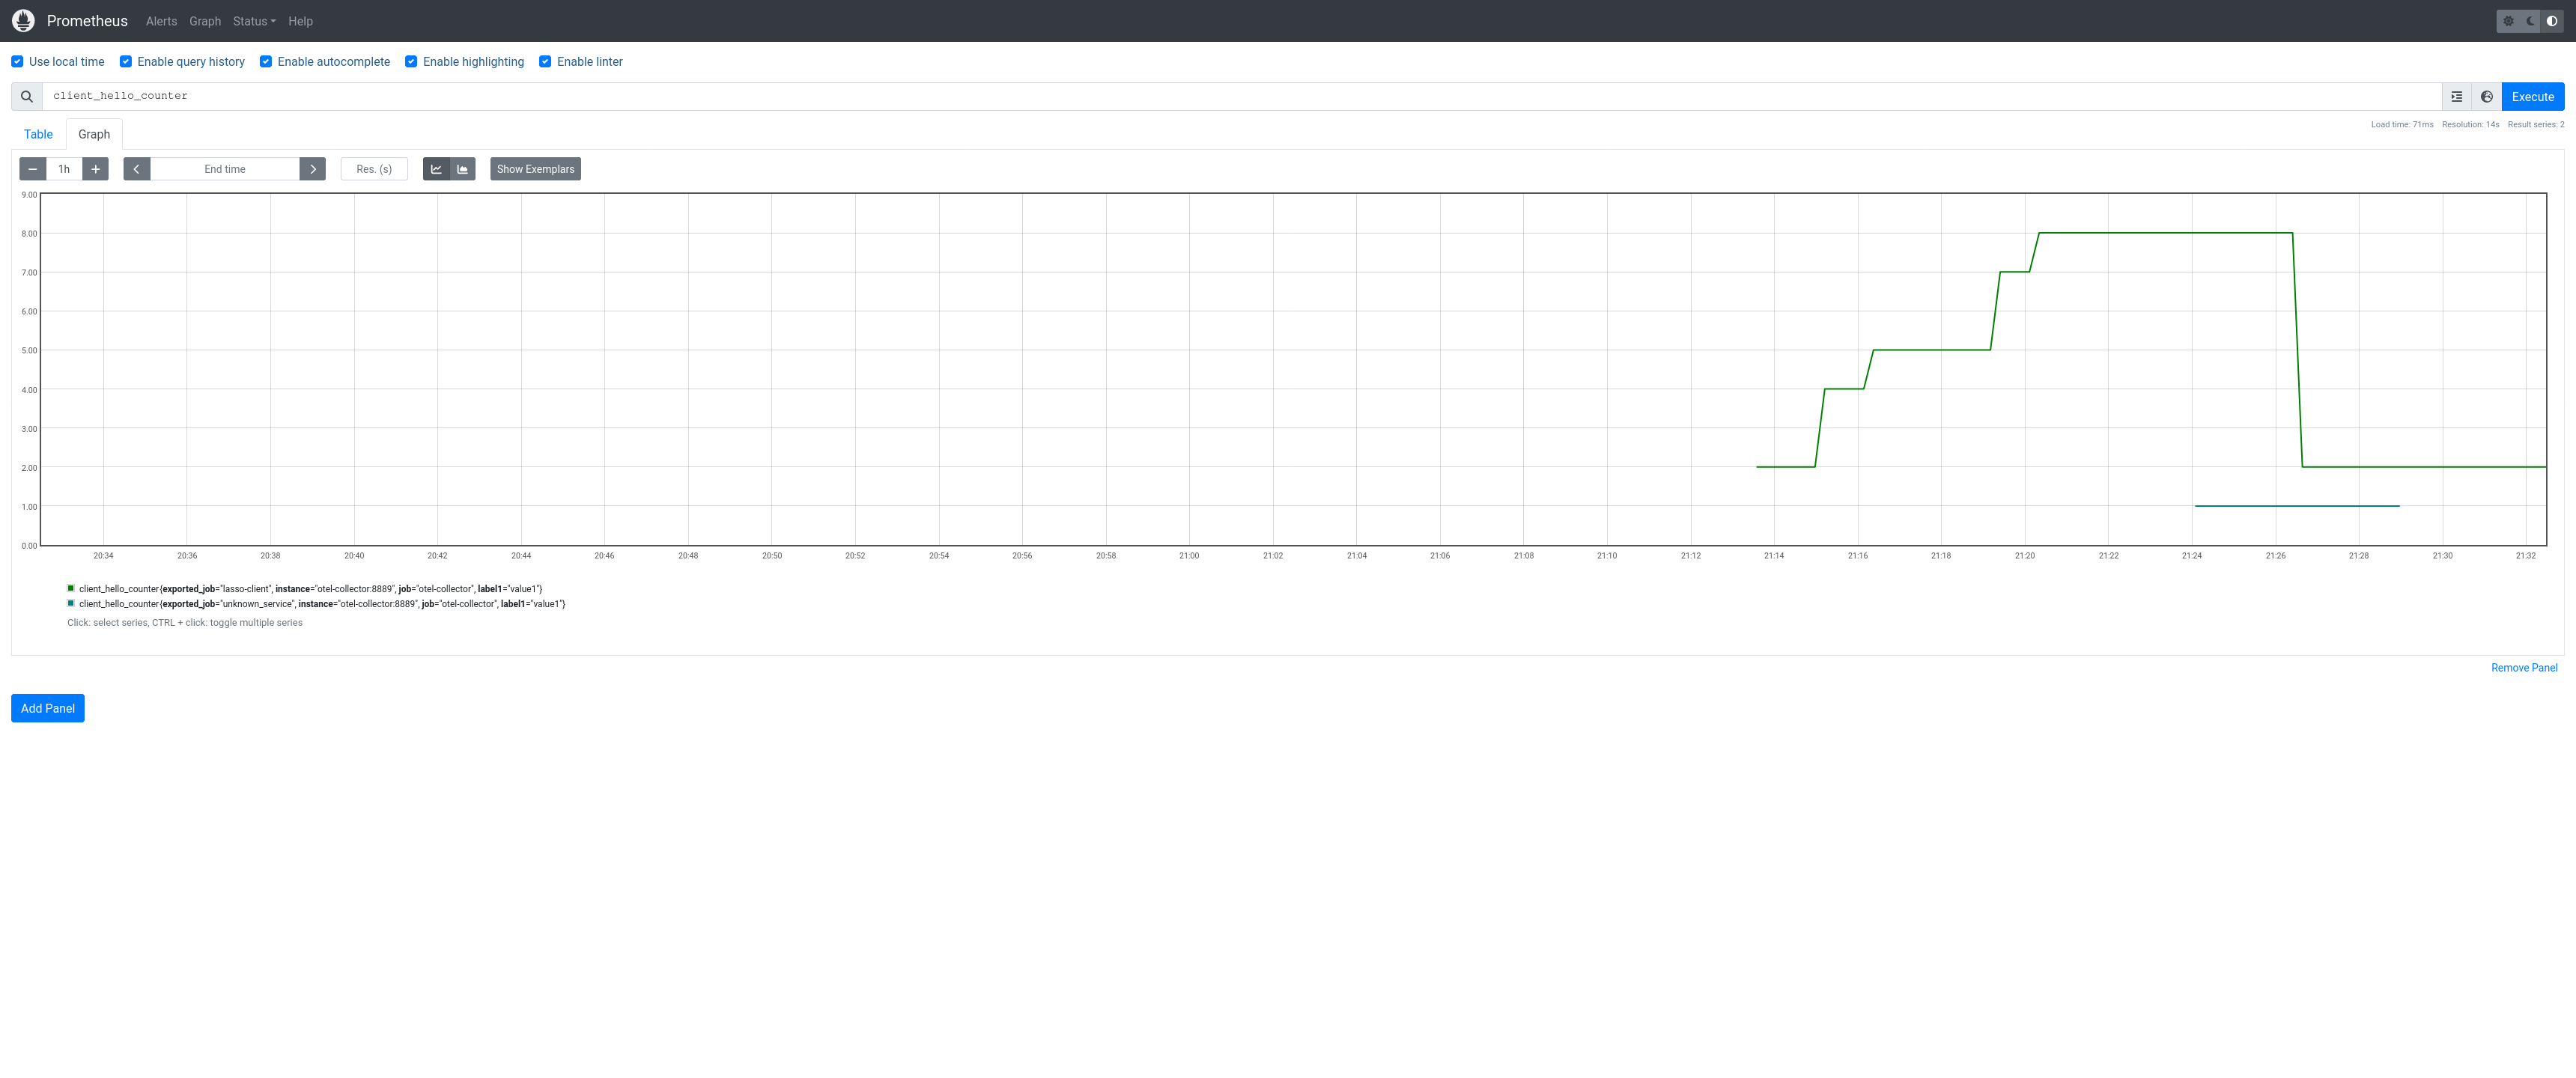 Prometheus Alerts Graph Status Help
Use local time Enable query history Enable autocomplete Enable highlighting Enable linter
client_hello_counter Execute
Table Graph Load time: 71ms Resolution: 14s Result series: 2
1h End time Res. (s) Show Exemplars
9.00
8.00
7.00
6.00
5.00
4.00
3.00
2.00
1.00
0.00
20:34 20:36 20:38 20:40 20:42 20:44 20:46 20:48 20:50 20:52 20:54 20:56 20:58 21:00 21:02 21:04 21:06 21:08 21:10 21:12 21:14 21:16 21:18 21:20 21:22 21:24 21:26 21:28 21:30 21:32
client_hello_counter{exported_job="lasso-client", instance="otel-collector:8889", job="otel-collector", label1="value1"}
client_hello_counter{exported_job="unknown_service", instance="otel-collector:8889", job="otel-collector", label1="value1"}
Click: select series, CTRL + click: toggle multiple series
Remove Panel
Add Panel